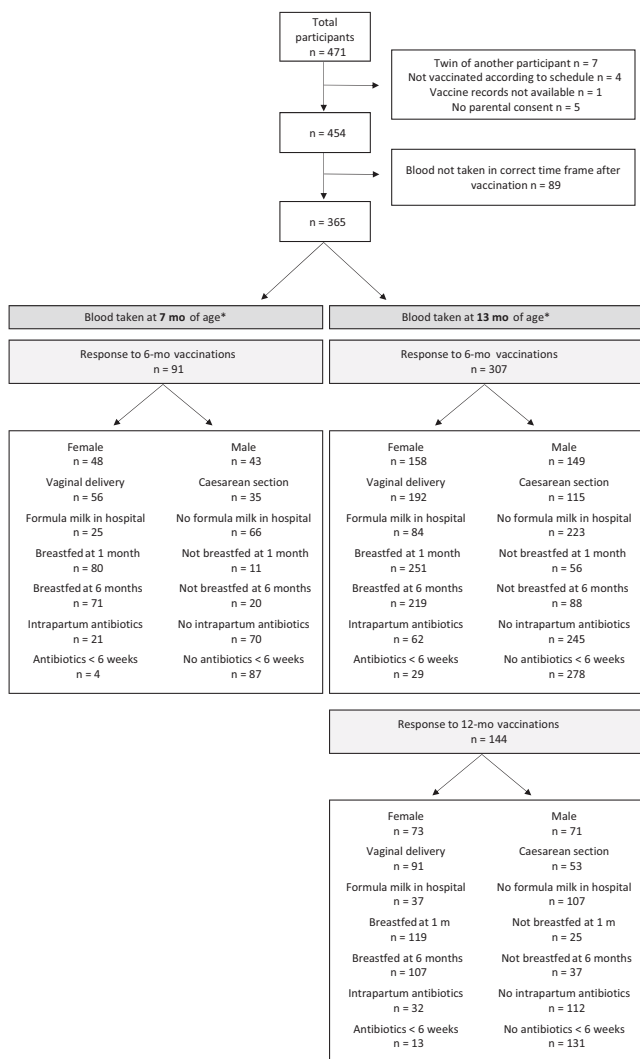 Total
participants
n = 471
Twin of another participant n = 7
Not vaccinated according to schedule n = 4
Vaccine records not available n = 1
No parental consent n = 5
n = 454
Blood not taken in correct time frame after
vaccination n = 89
n = 365
Blood taken at 7 mo of age*
Response to 6-mo vaccinations
n = 91
Female
n = 48
Male
n = 43
Vaginal delivery
n = 56
Caesarean section
n = 35
Formula milk in hospital
n = 25
No formula milk in hospital
n = 66
Breastfed at 1 month
n = 80
Not breastfed at 1 month
n = 11
Breastfed at 6 months
n = 71
Not breastfed at 6 months
n = 20
Intrapartum antibiotics
n = 21
No intrapartum antibiotics
n = 70
Antibiotics < 6 weeks
n = 4
No antibiotics < 6 weeks
n = 87
Blood taken at 13 mo of age*
Response to 6-mo vaccinations
n = 307
Female
n = 158
Male
n = 149
Vaginal delivery
n = 192
Caesarean section
n = 115
Formula milk in hospital
n = 84
No formula milk in hospital
n = 223
Breastfed at 1 month
n = 251
Not breastfed at 1 month
n = 56
Breastfed at 6 months
n = 219
Not breastfed at 6 months
n = 88
Intrapartum antibiotics
n = 62
No intrapartum antibiotics
n = 245
Antibiotics < 6 weeks
n = 29
No antibiotics < 6 weeks
n = 278
Response to 12-mo vaccinations
n = 144
Female
n = 73
Male
n = 71
Vaginal delivery
n = 91
Caesarean section
n = 53
Formula milk in hospital
n = 37
No formula milk in hospital
n = 107
Breastfed at 1 m
n = 119
Not breastfed at 1 m
n = 25
Breastfed at 6 months
n = 107
Not breastfed at 6 months
n = 37
Intrapartum antibiotics
n = 32
No intrapartum antibiotics
n = 112
Antibiotics < 6 weeks
n = 13
No antibiotics < 6 weeks
n = 131